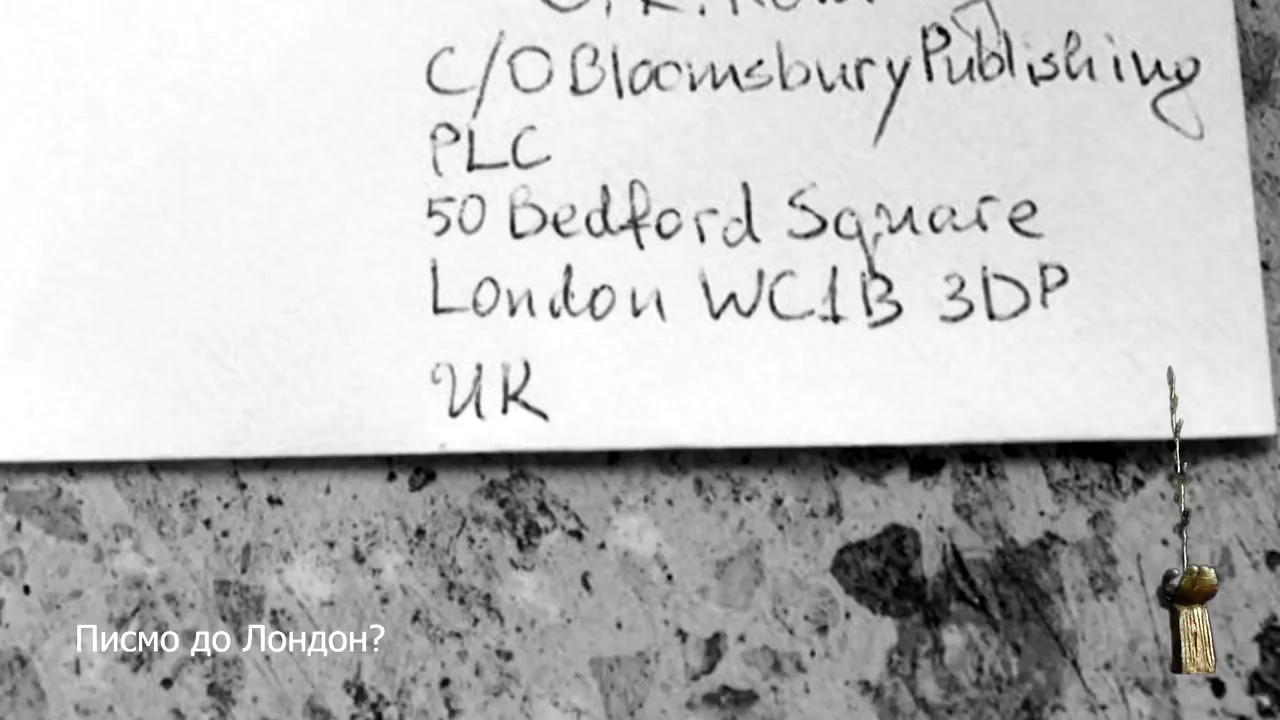 C/O Bloomsbury Publishing
PLC
50 Bedford Square
London WC1B 3DP
UK
Писмо до Лондон?